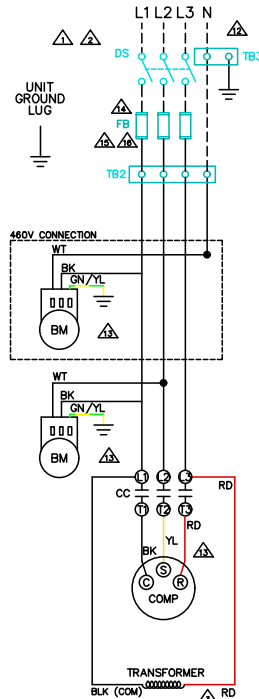 L1 L2 L3 N
1
2
12
DS
TB3
UNIT
GROUND
LUG
14
FB
15
16
TB2
460V CONNECTION
WT
BK
GN/YL
BM
13
WT
BK
GN/YL
BM
13
L1 L2 L3
RD
CC
T1 T2 T3
RD
YL
BK
13
S
C
R
COMP
TRANSFORMER
BLK (COM)
3
RD